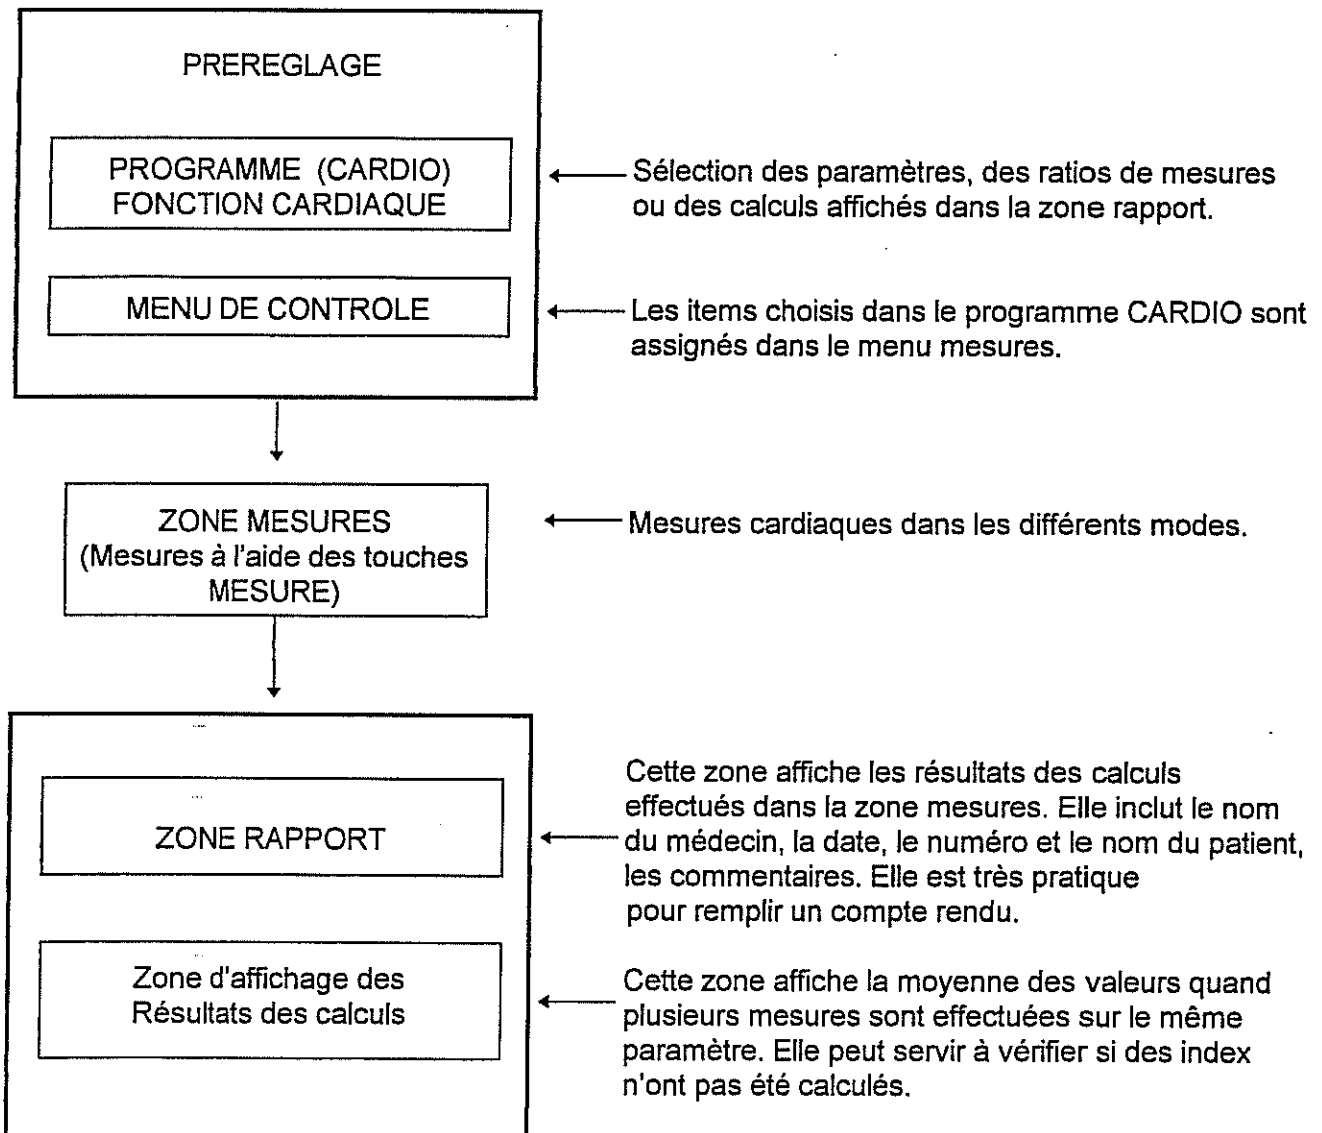 PREREGLAGE
PROGRAMME (CARDIO)
FONCTION CARDIAQUE
Sélection des paramètres, des ratios de mesures
ou des calculs affichés dans la zone rapport.
MENU DE CONTROLE
Les items choisis dans le programme CARDIO sont
assignés dans le menu mesures.
ZONE MESURES
(Mesures à l'aide des touches
MESURE)
Mesures cardiaques dans les différents modes.
ZONE RAPPORT
Cette zone affiche les résultats des calculs
effectués dans la zone mesures. Elle inclut le nom
du médecin, la date, le numéro et le nom du patient,
les commentaires. Elle est très pratique
pour remplir un compte rendu.
Zone d'affichage des
Résultats des calculs
Cette zone affiche la moyenne des valeurs quand
plusieurs mesures sont effectuées sur le même
paramètre. Elle peut servir à vérifier si des index
n'ont pas été calculés.